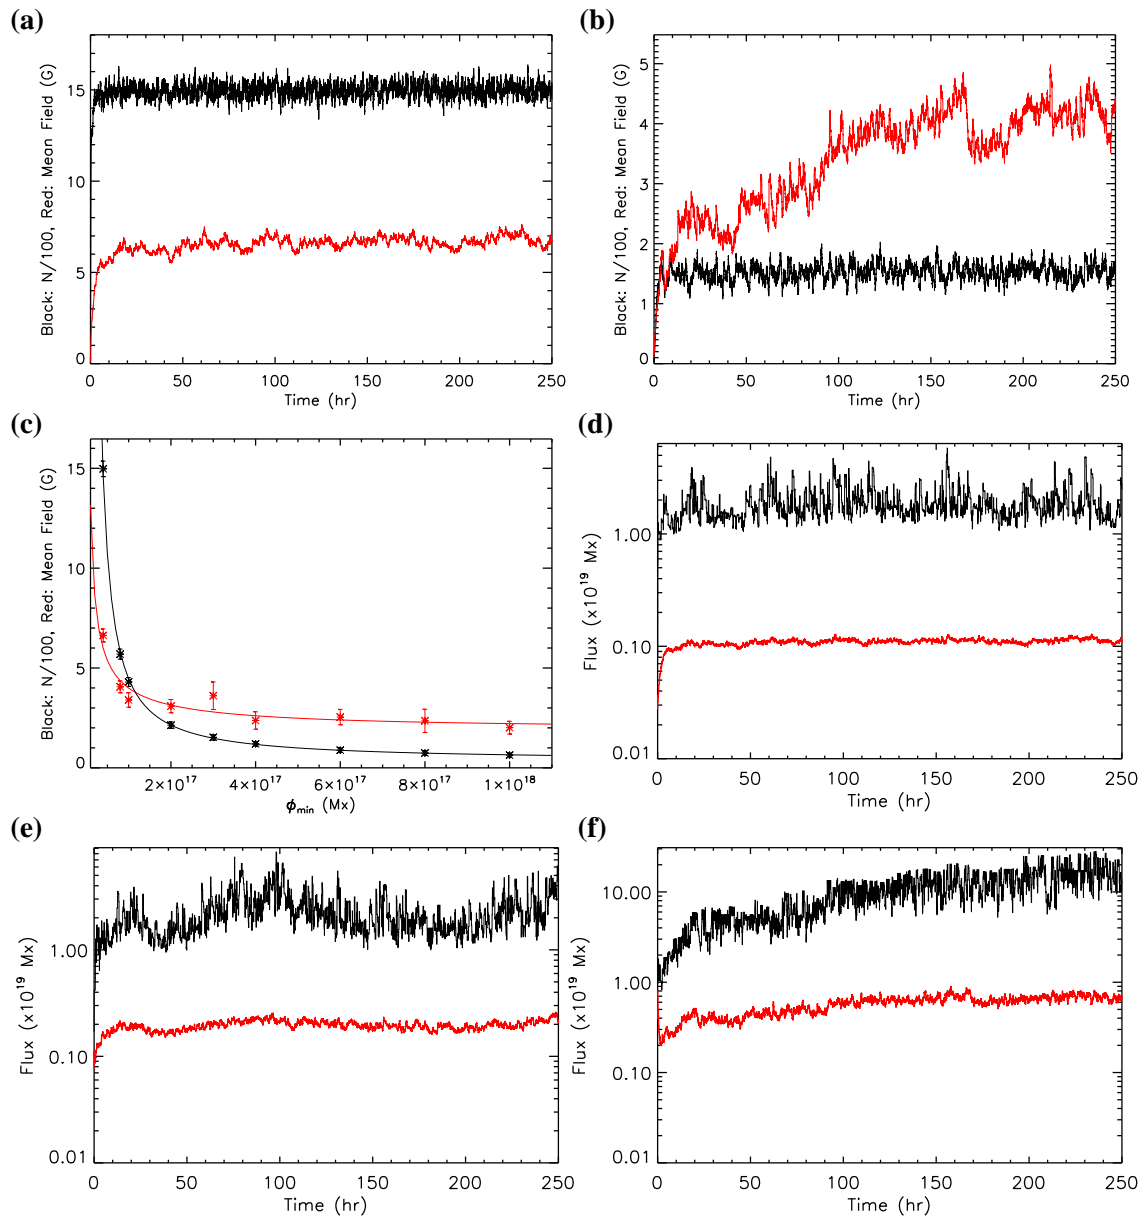 (a)
Black: N/100, Red: Mean Field (G)
15
10
5
0
0 50 100 150 200 250
Time (hr)
(b)
Black: N/100, Red: Mean Field (G)
5
4
3
2
1
0
0 50 100 150 200 250
Time (hr)
(c)
Black: N/100, Red: Mean Field (G)
15
10
5
0
2×10¹⁷ 4×10¹⁷ 6×10¹⁷ 8×10¹⁷ 1×10¹⁸
ϕmin (Mx)
(d)
Flux (x10¹⁹ Mx)
1.00
0.10
0.01
0 50 100 150 200 250
Time (hr)
(e)
Flux (x10¹⁹ Mx)
1.00
0.10
0.01
0 50 100 150 200 250
Time (hr)
(f)
Flux (x10¹⁹ Mx)
10.00
1.00
0.10
0.01
0 50 100 150 200 250
Time (hr)